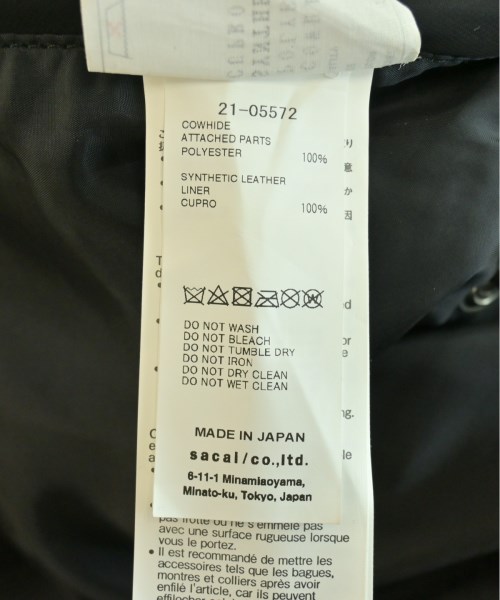 21-05572
COWHIDE
ATTACHED PARTS
POLYESTER 100%
SYNTHETIC LEATHER
LINER
CUPRO 100%
DO NOT WASH
DO NOT BLEACH
DO NOT TUMBLE DRY
DO NOT IRON
DO NOT DRY CLEAN
DO NOT WET CLEAN
MADE IN JAPAN
sacai/co.,ltd.
6-11-1 Minamiaoyama,
Minato-ku, Tokyo, Japan
pas frotté ou ne s'emmêle pas
avec une surface rugueuse lorsque
vous le portez.
• Il est recommandé de mettre les
accessoires tels que les bagues,
montres et colliers après avoir
enfilé l'article, car ils peuvent